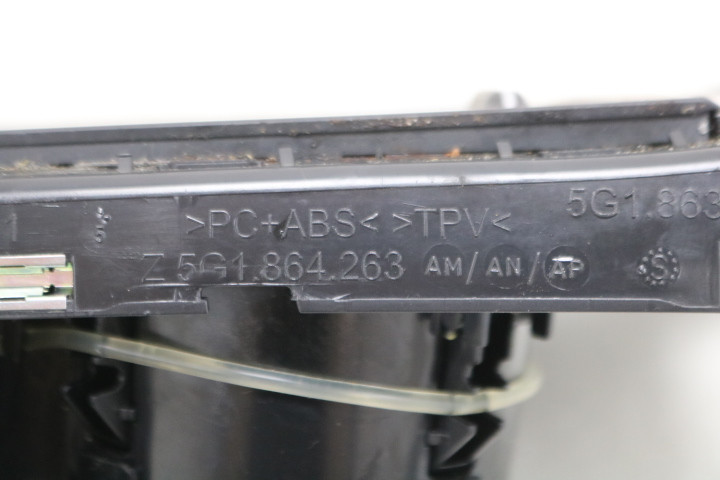 >PC+ABS< >TPV< 5G1.863
Z 5G1.864.263 AM/AN/AP S